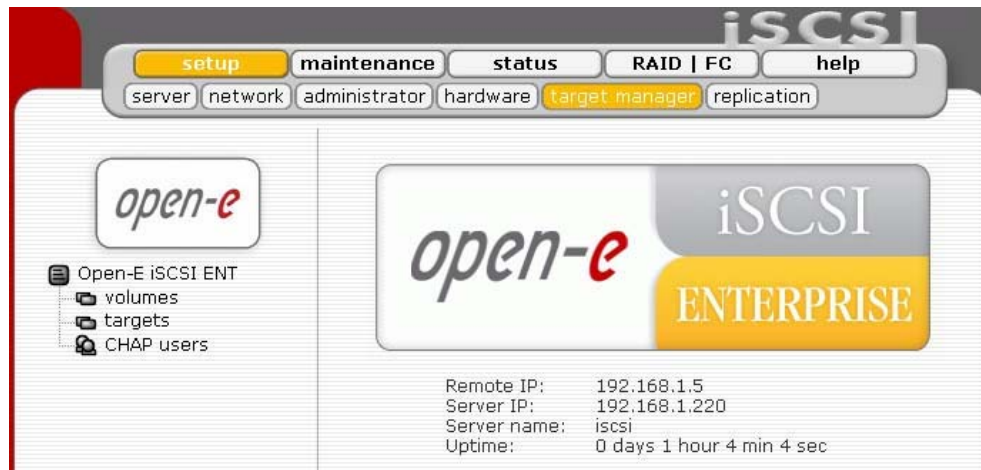 iSCSI
setup maintenance status RAID | FC help
server network administrator hardware target manager replication
open-e
Open-E iSCSI ENT
volumes
targets
CHAP users
open-e
iSCSI
ENTERPRISE
Remote IP: 192.168.1.5
Server IP: 192.168.1.220
Server name: iscsi
Uptime: 0 days 1 hour 4 min 4 sec